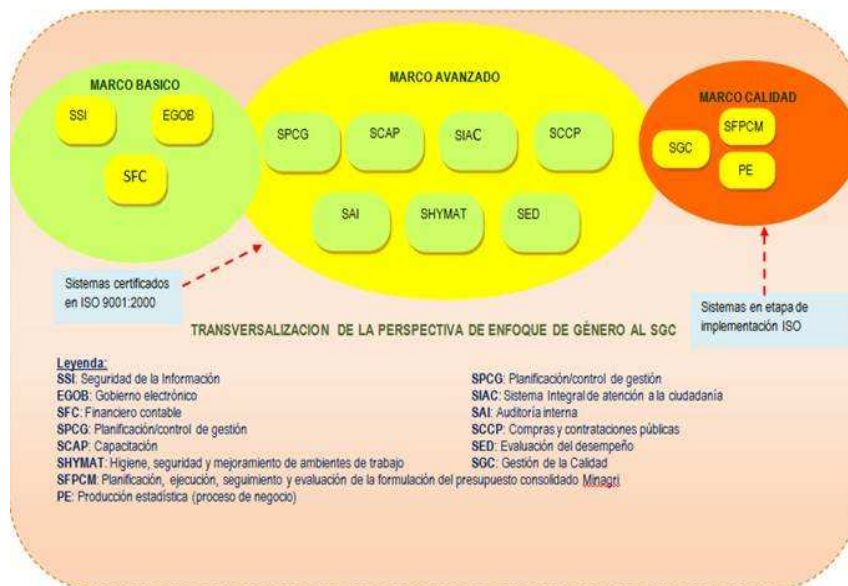 MARCO BASICO
SSI
EGOB
SFC
MARCO AVANZADO
SPCG
SCAP
SIAC
SCCP
SAI
SHYMAT
SED
MARCO CALIDAD
SGC
SFPCM
PE
Sistemas certificados
en ISO 9001:2000
Sistemas en etapa de
implementación ISO
TRANSVERSALIZACION DE LA PERSPECTIVA DE ENFOQUE DE GÉNERO AL SGC
Leyenda:
SSI: Seguridad de la Información
EGOB: Gobierno electrónico
SFC: Financiero contable
SPCG: Planificación/control de gestión
SCAP: Capacitación
SHYMAT: Higiene, seguridad y mejoramiento de ambientes de trabajo
SFPCM: Planificación, ejecución, seguimiento y evaluación de la formulación del presupuesto consolidado Minagri
PE: Producción estadística (proceso de negocio)
SPCG: Planificación/control de gestión
SIAC: Sistema Integral de atención a la ciudadanía
SAI: Auditoría interna
SCCP: Compras y contrataciones públicas
SED: Evaluación del desempeño
SGC: Gestión de la Calidad